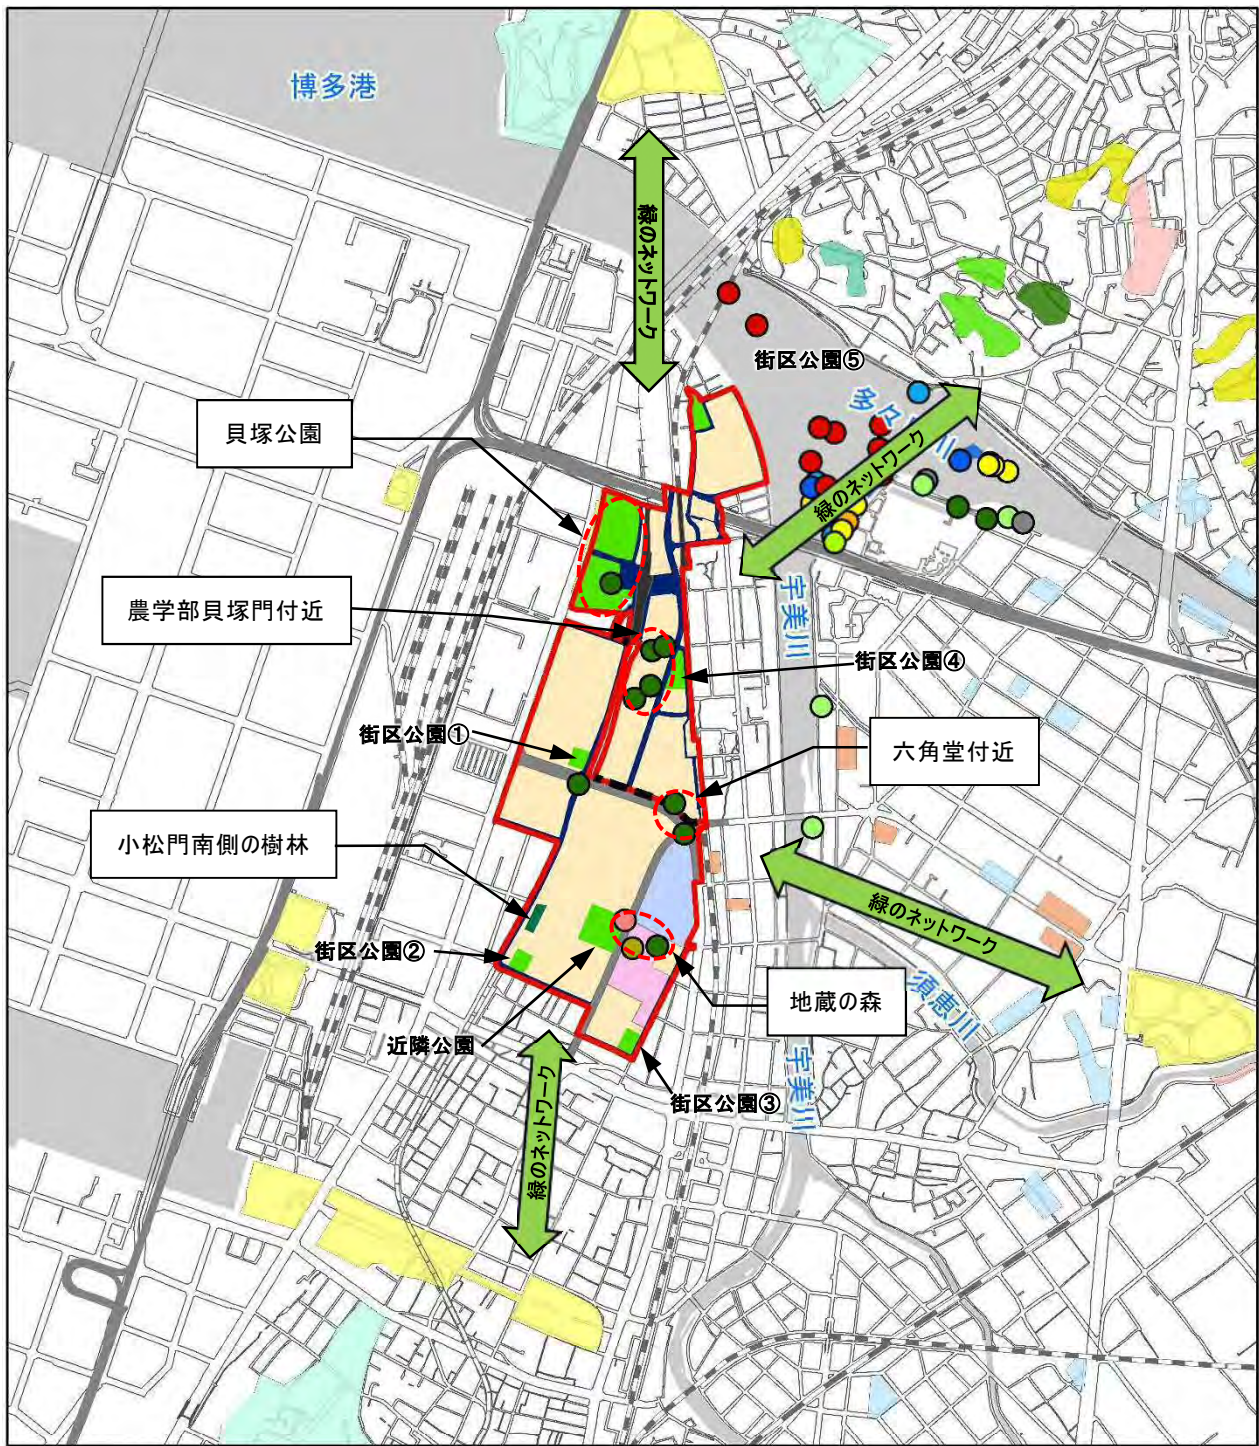 博多港
緑のネットワーク
街区公園⑤
貝塚公園
多々
川
緑のネットワーク
農学部貝塚門付近
宇美川
街区公園④
街区公園①
六角堂付近
小松門南側の樹林
緑のネットワーク
街区公園②
須恵川
地蔵の森
近隣公園
宇美川
街区公園③
緑のネットワーク